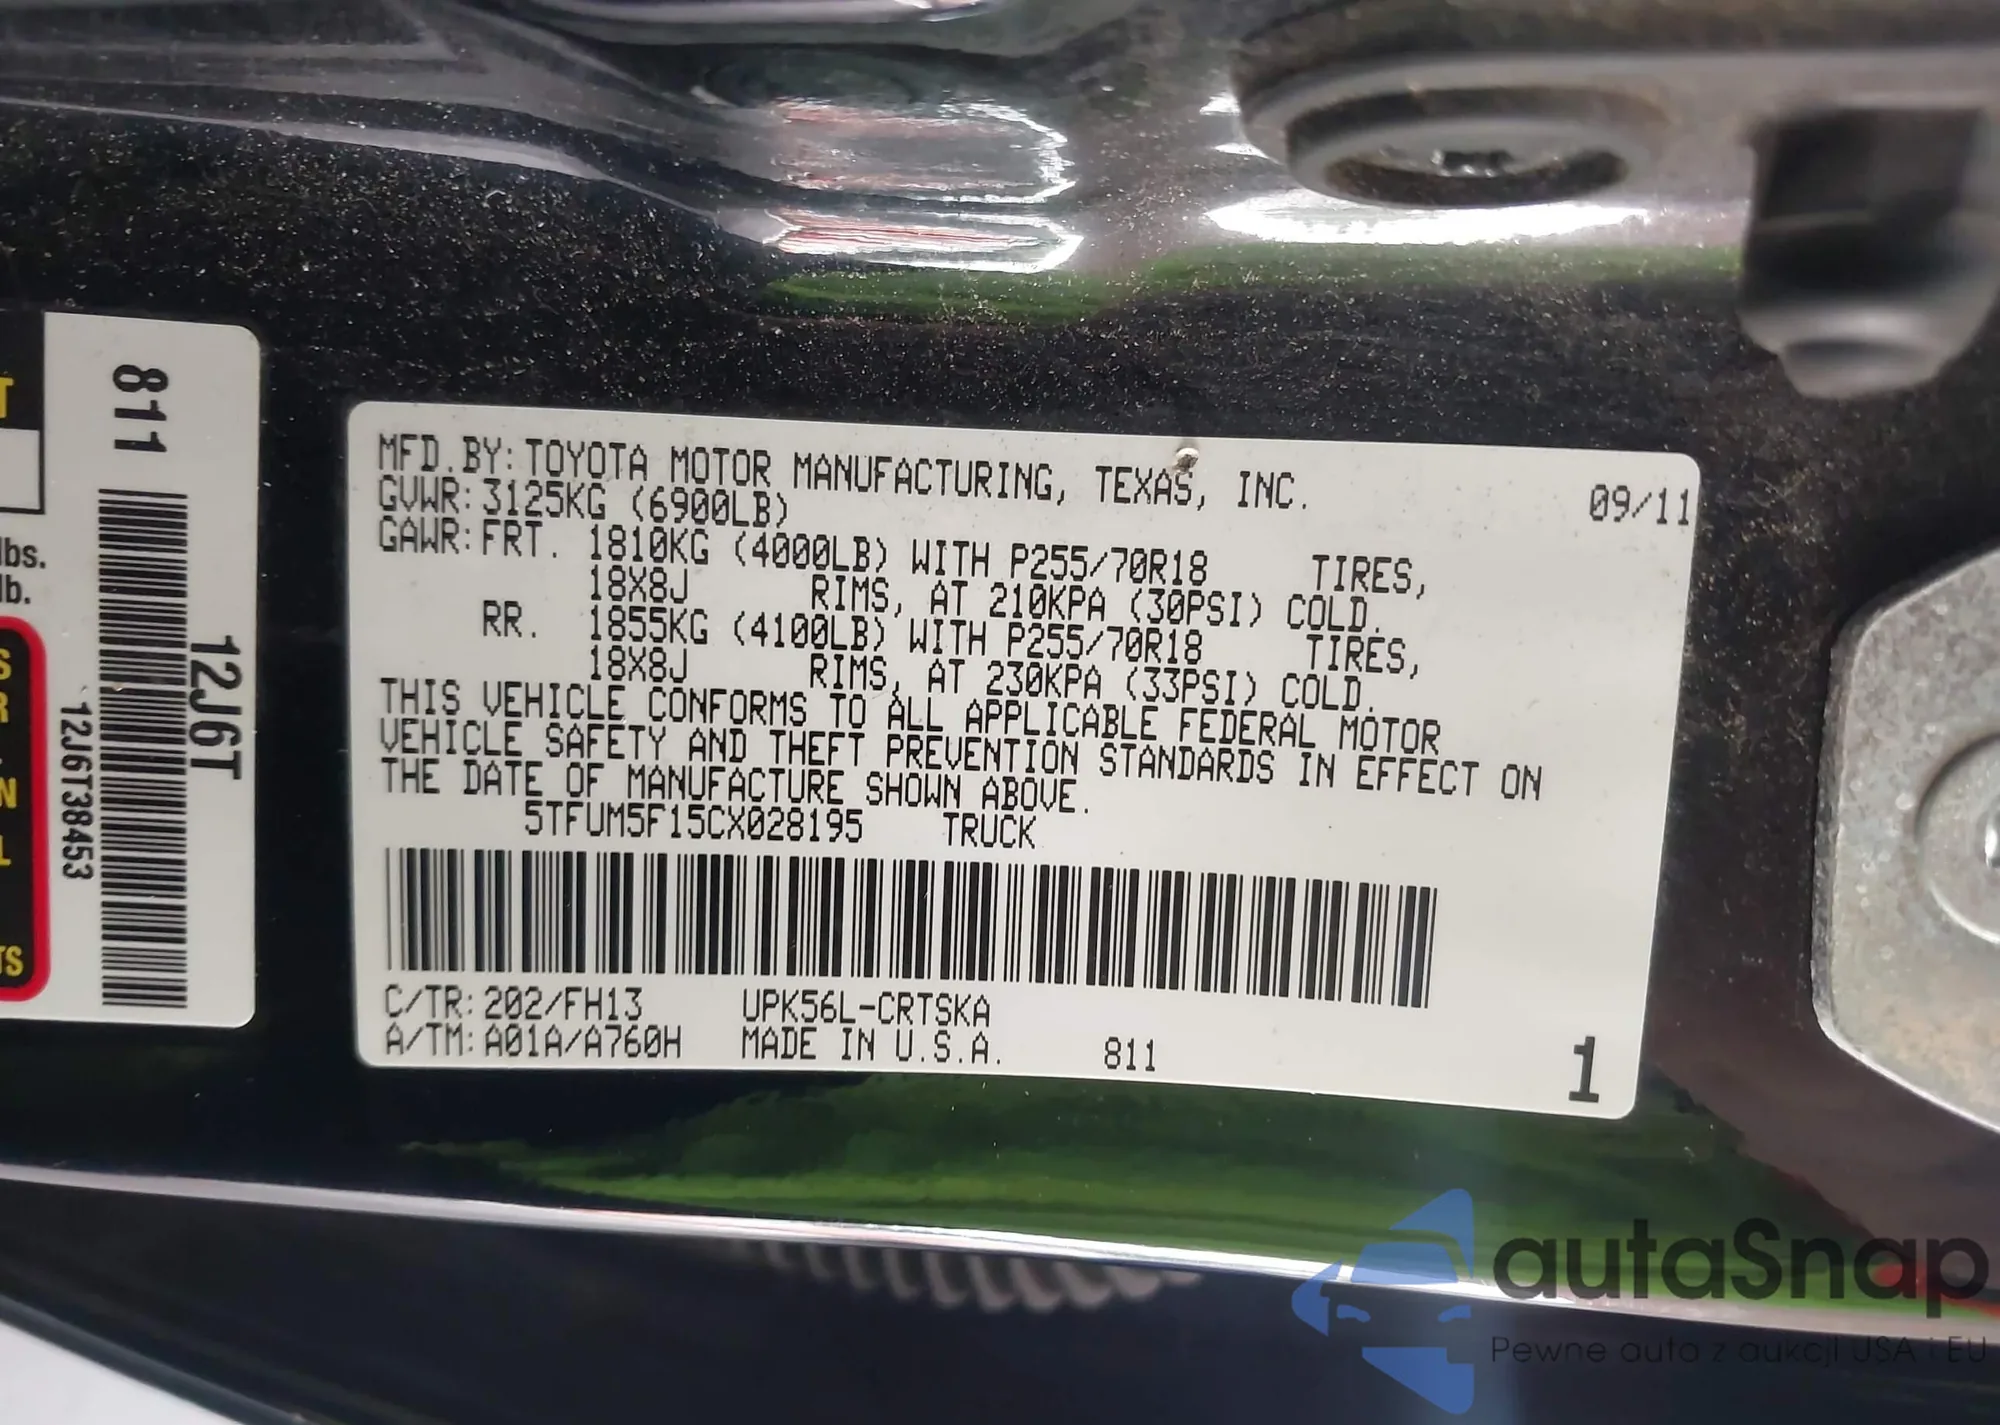 MFD.BY: TOYOTA MOTOR MANUFACTURING, TEXAS, INC. 09/11
GVWR: 3125KG (6900LB)
GAWR: FRT. 1810KG (4000LB) WITH P255/70R18 TIRES,
18X8J RIMS, AT 210KPA (30PSI) COLD.
RR. 1855KG (4100LB) WITH P255/70R18 TIRES,
18X8J RIMS, AT 230KPA (33PSI) COLD.
THIS VEHICLE CONFORMS TO ALL APPLICABLE FEDERAL MOTOR
VEHICLE SAFETY AND THEFT PREVENTION STANDARDS IN EFFECT ON
THE DATE OF MANUFACTURE SHOWN ABOVE.
5TFUM5F15CX028195 TRUCK
C/TR: 202/FH13 UPK56L-CRTSKA
A/TM: A01A/A760H MADE IN U.S.A. 811
1
811
12J6T
12J6T38453
lbs.
lb.
autaSnap
Pewne auta z aukcji USA i EU